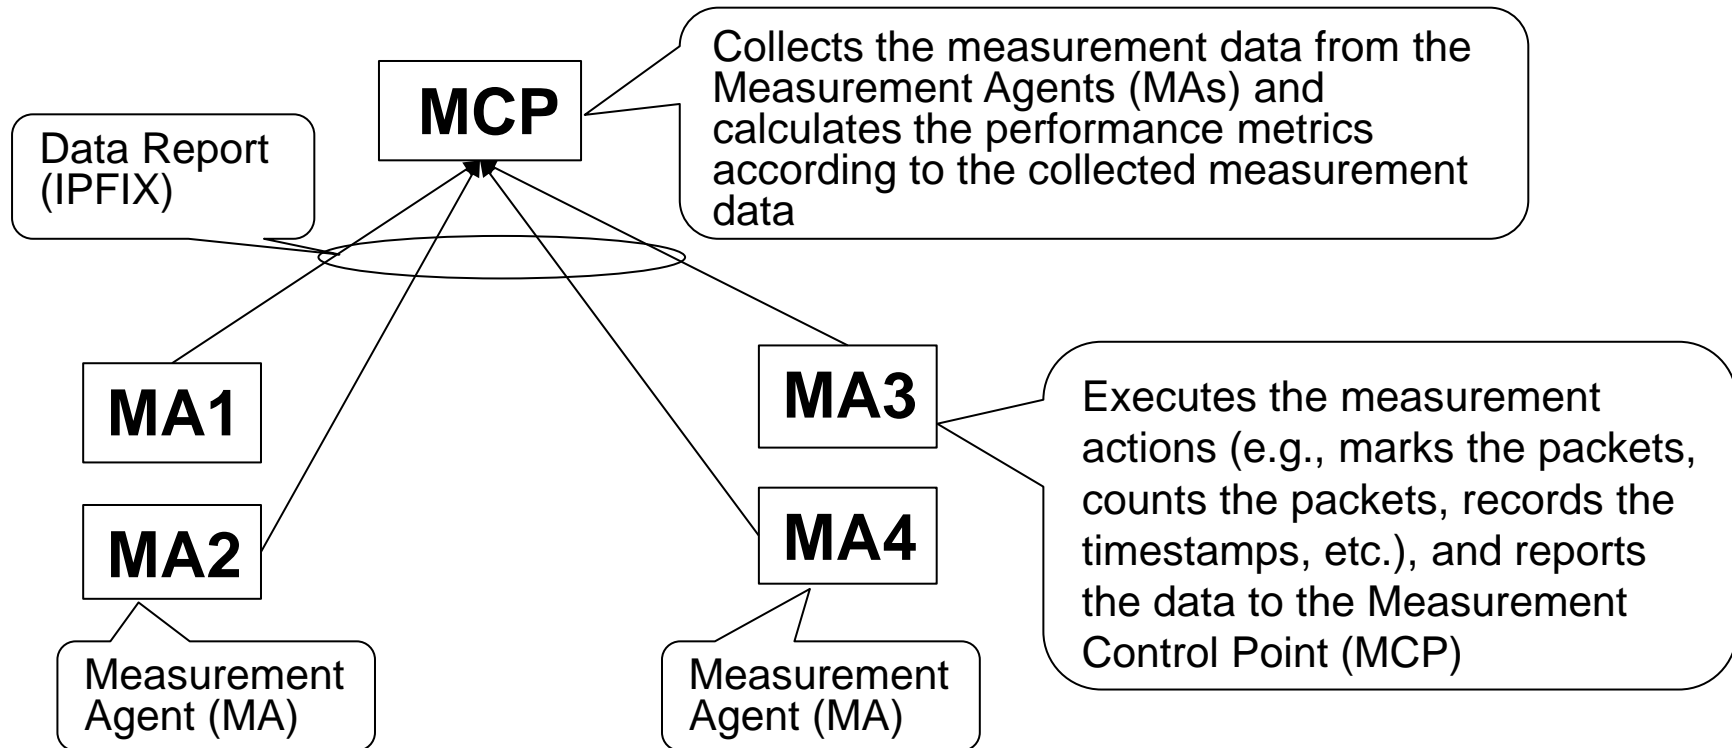 Collects the measurement data from the
Measurement Agents (MAs) and
calculates the performance metrics
according to the collected measurement
data
MCP
Data Report
(IPFIX)
MA1
MA3
Executes the measurement
actions (e.g., marks the packets,
counts the packets, records the
timestamps, etc.), and reports
the data to the Measurement
Control Point (MCP)
MA2
MA4
Measurement
Agent (MA)
Measurement
Agent (MA)